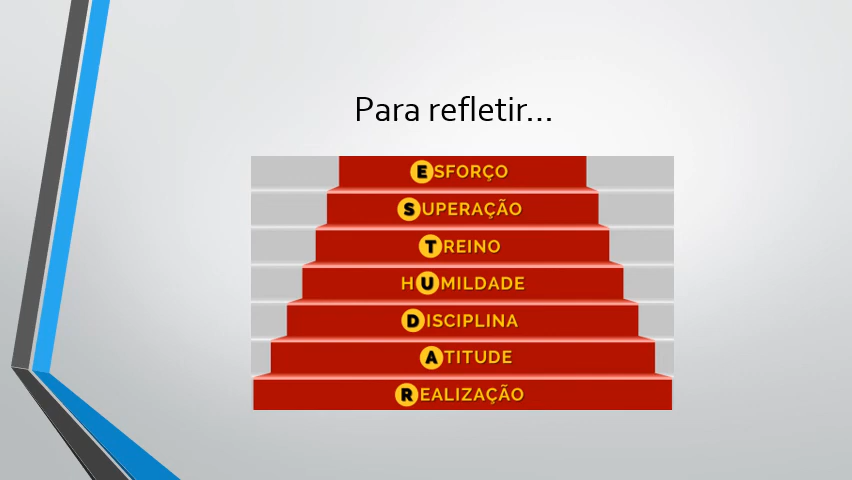 Para refletir...
ESFORÇO
SUPERAÇÃO
TREINO
HUMILDADE
DISCIPLINA
ATITUDE
REALIZAÇÃO